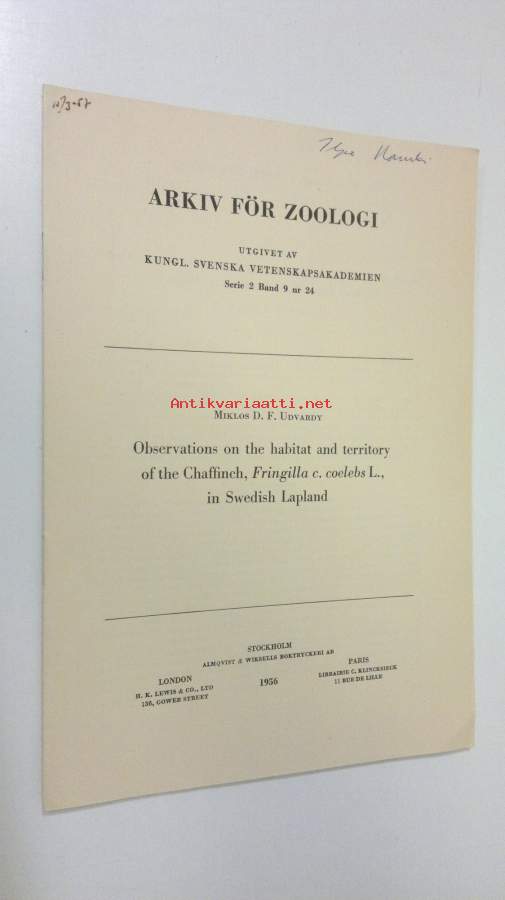 ARKIV FÖR ZOOLOGI
UTGIVET AV
KUNGL. SVENSKA VETENSKAPSAKADEMIEN
Serie 2 Band 9 nr 24
Antikvariaatti.net
MIKLOS D. F. UDVARDY
Observations on the habitat and territory
of the Chaffinch, Fringilla c. coelebs L.,
in Swedish Lapland
STOCKHOLM
ALMQVIST & WIKSELLS BOKTRYCKERI AB
LONDON
H. K. LEWIS & CO., LTD
136, GOWER STREET
1956
PARIS
LIBRAIRIE C. KLINCKSIECK
11 RUE DE LILLE